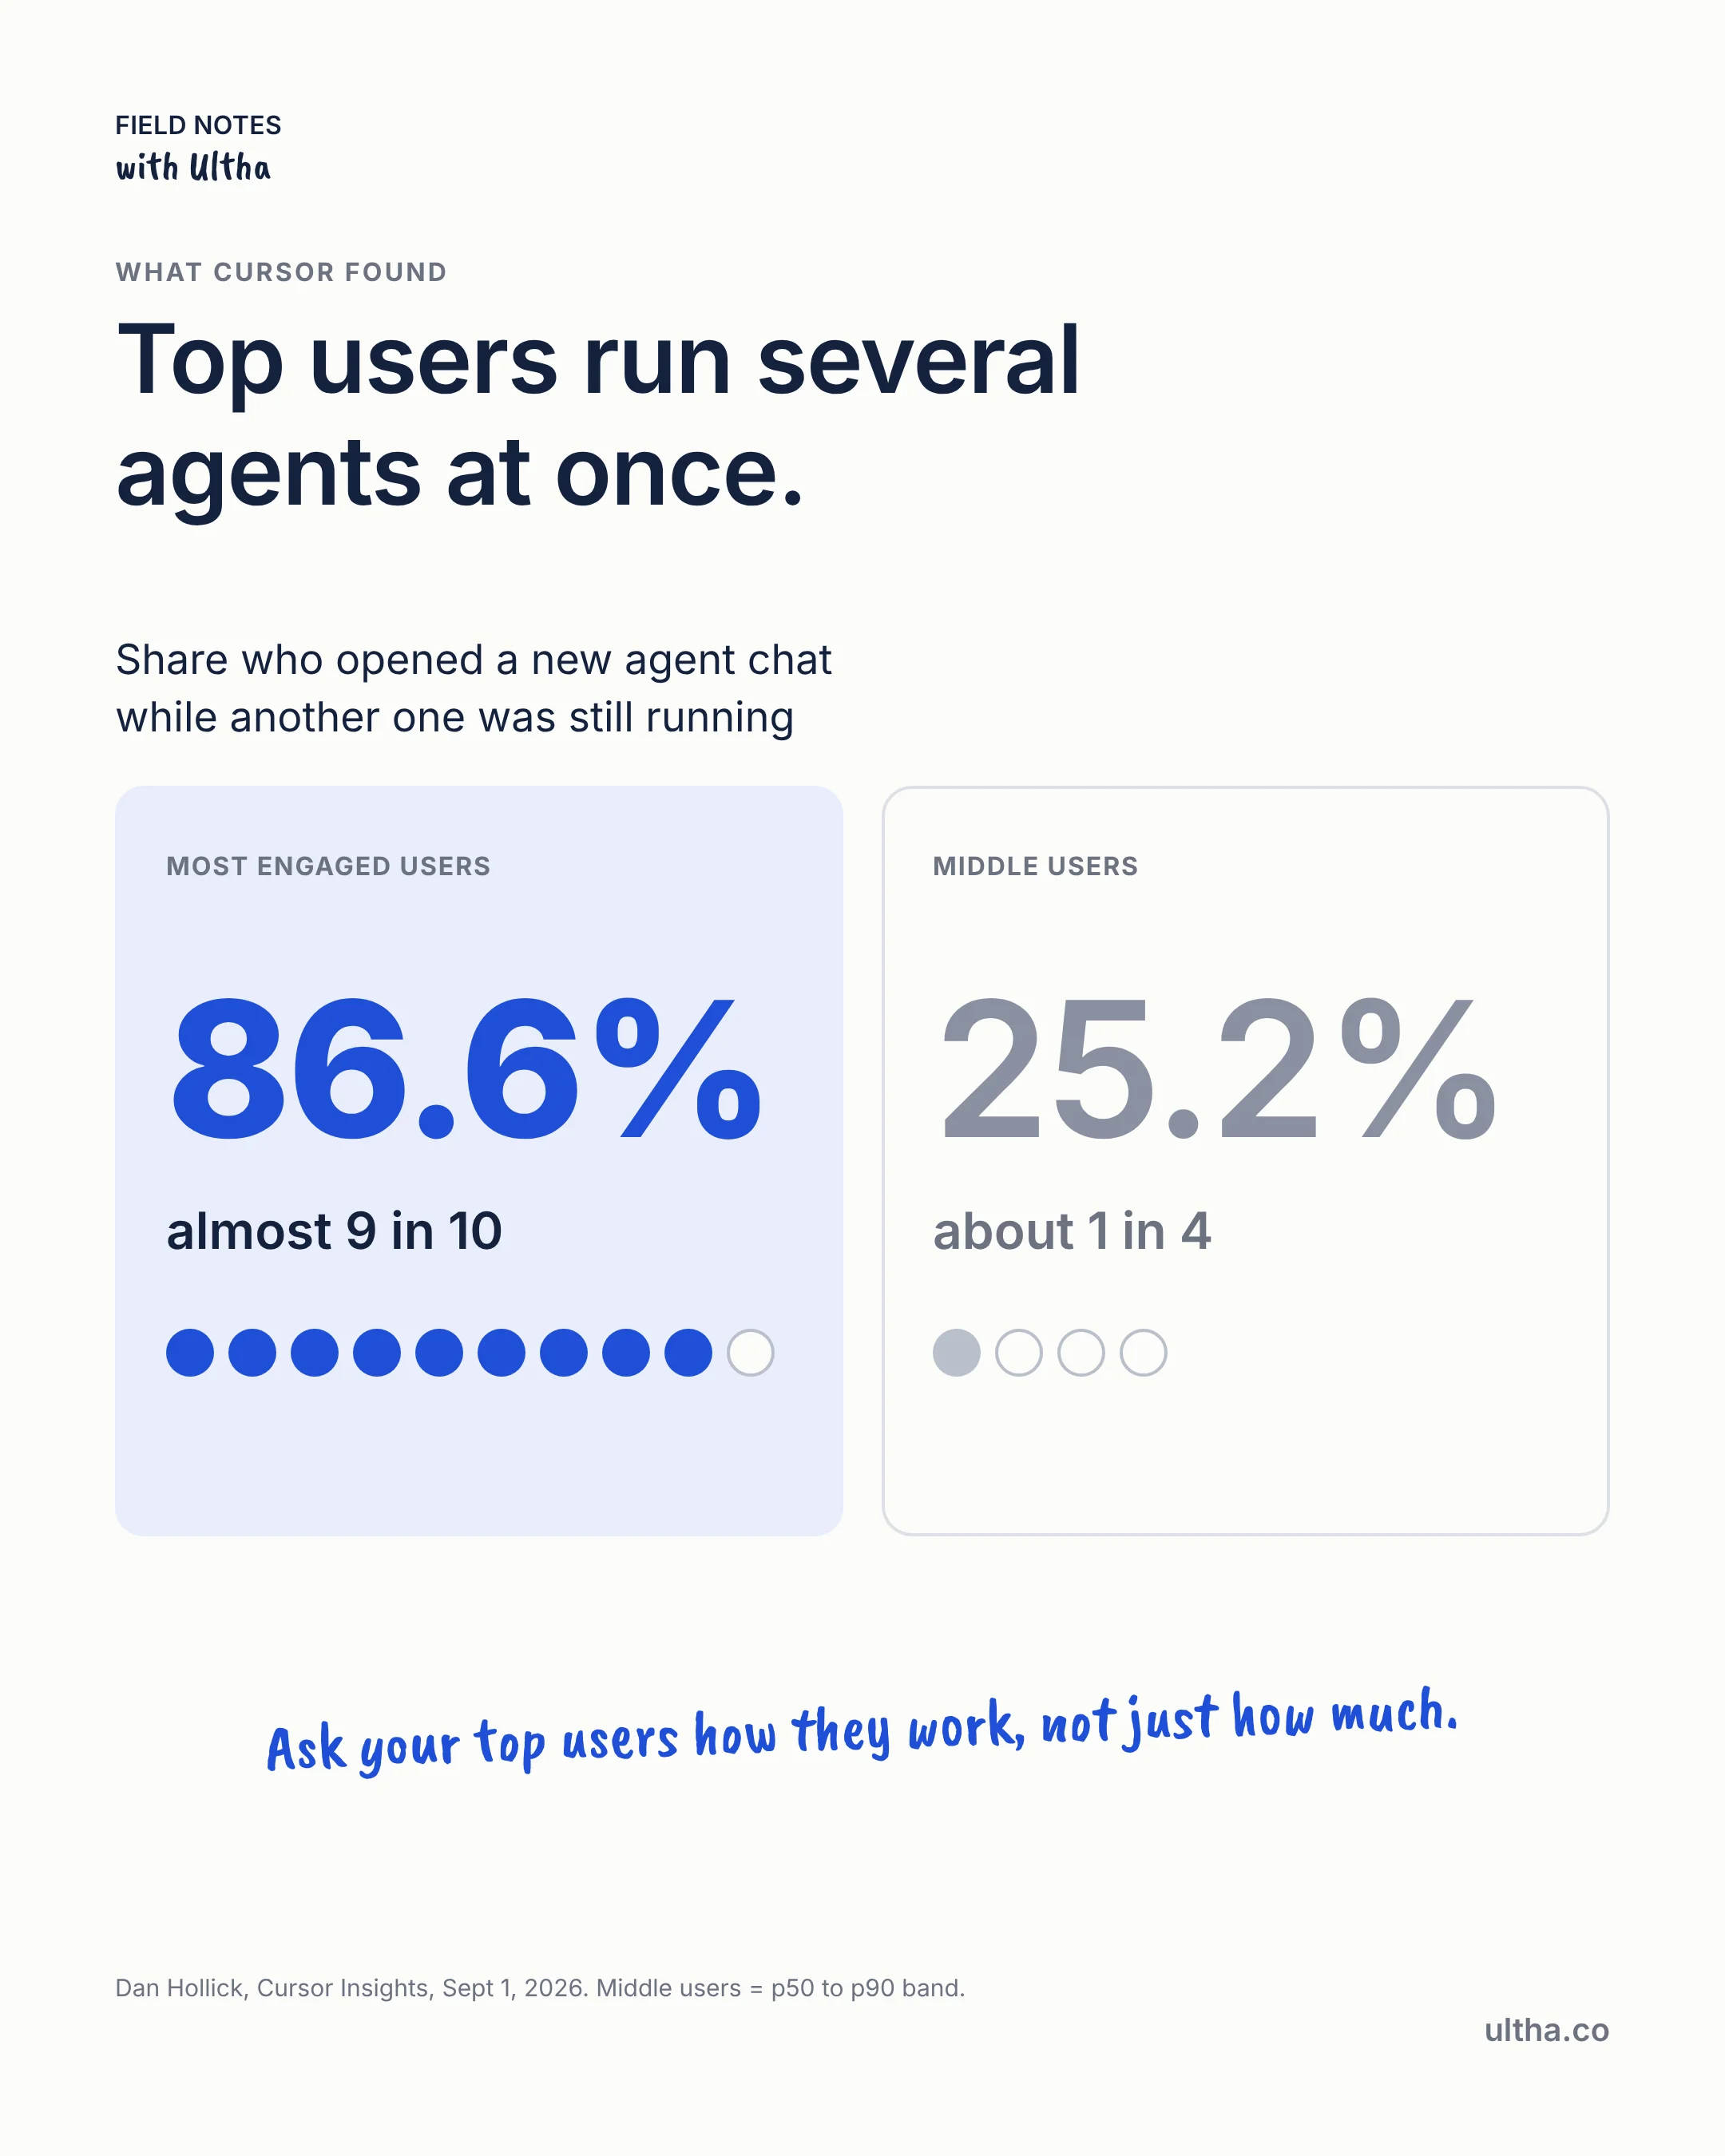 FIELD NOTES
with Ultha
WHAT CURSOR FOUND
Top users run several
agents at once.
Share who opened a new agent chat
while another one was still running
MOST ENGAGED USERS
86.6%
almost 9 in 10
MIDDLE USERS
25.2%
about 1 in 4
Ask your top users how they work, not just how much.
Dan Hollick, Cursor Insights, Sept 1, 2026. Middle users = p50 to p90 band.
ultha.co